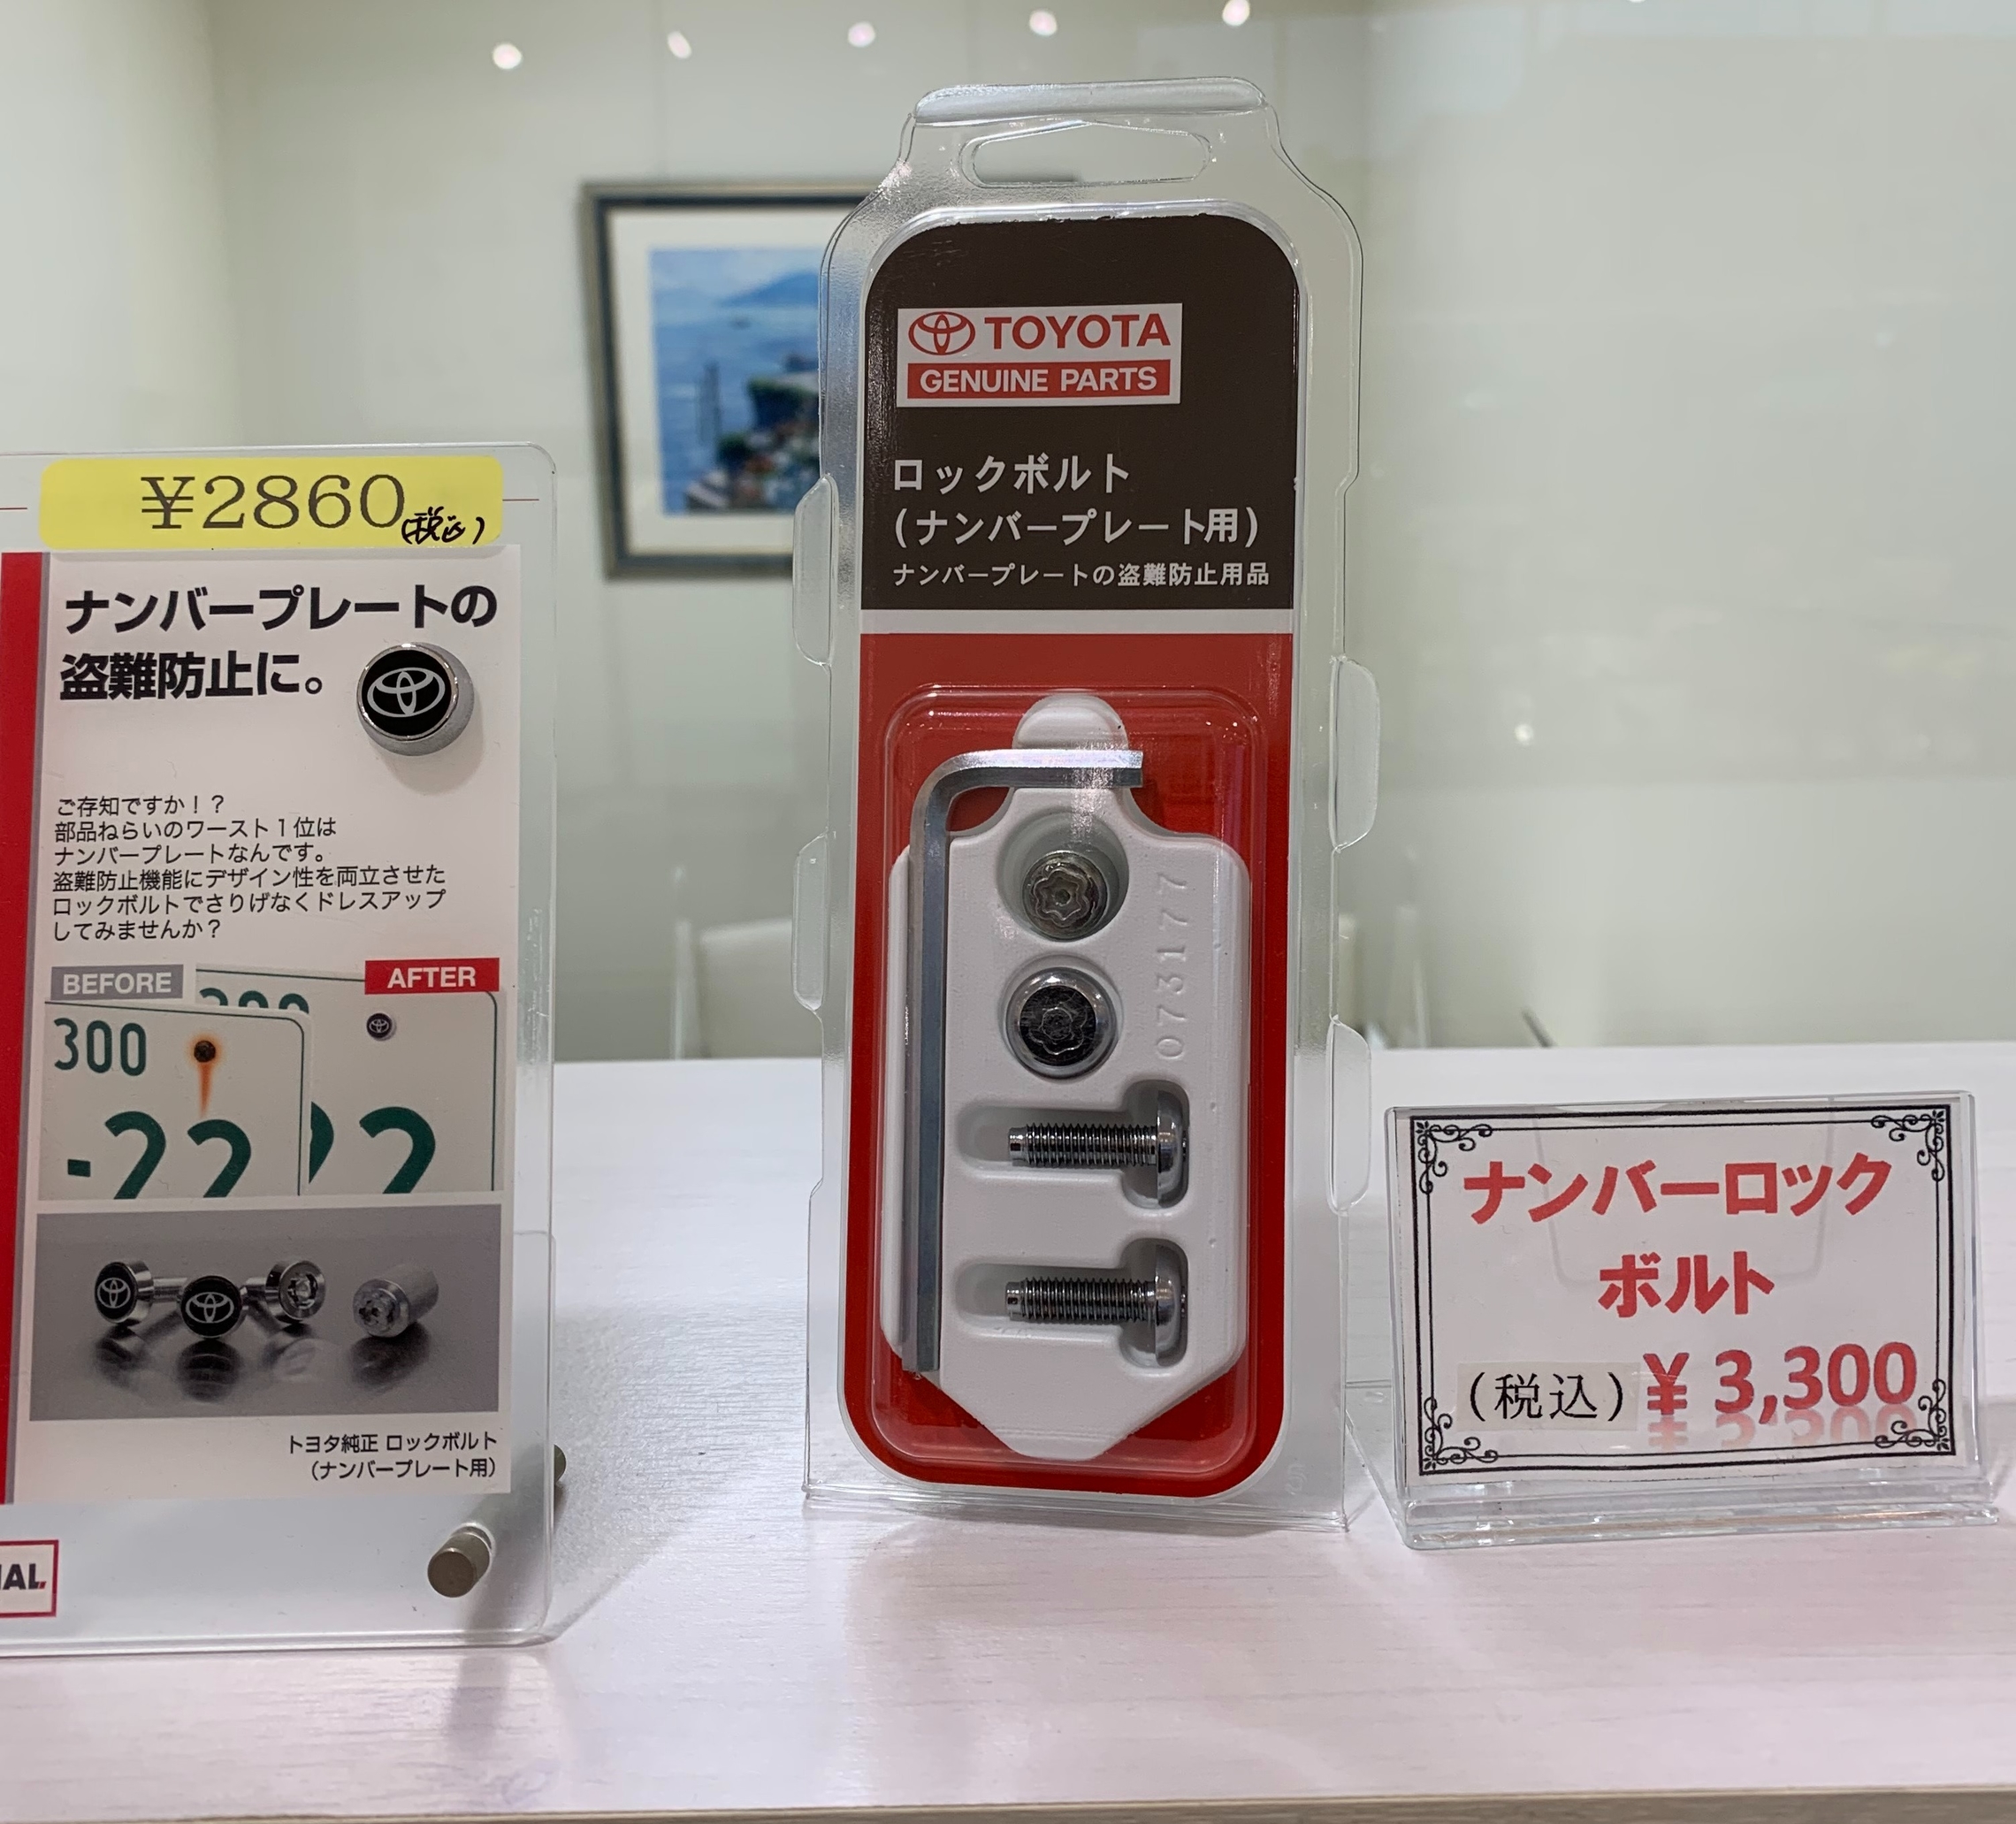 ¥2860(税込)
ナンバープレートの
盗難防止に。
ご存知ですか！？
部品ねらいのワースト1位は
ナンバープレートなんです。
盗難防止機能にデザイン性を両立させた
ロックボルトでさりげなくドレスアップ
してみませんか？
BEFORE
AFTER
300
-22
2
トヨタ純正 ロックボルト
（ナンバープレート用）
TOYOTA
GENUINE PARTS
ロックボルト
（ナンバープレート用）
ナンバープレートの盗難防止用品
073177
ナンバーロック
ボルト
(税込)¥3,300